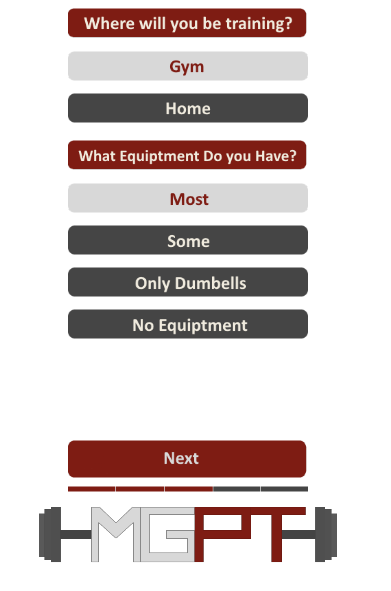 Where will you be training?
Gym
Home
What Equiptment Do you Have?
Most
Some
Only Dumbells
No Equiptment
Next
MGPT